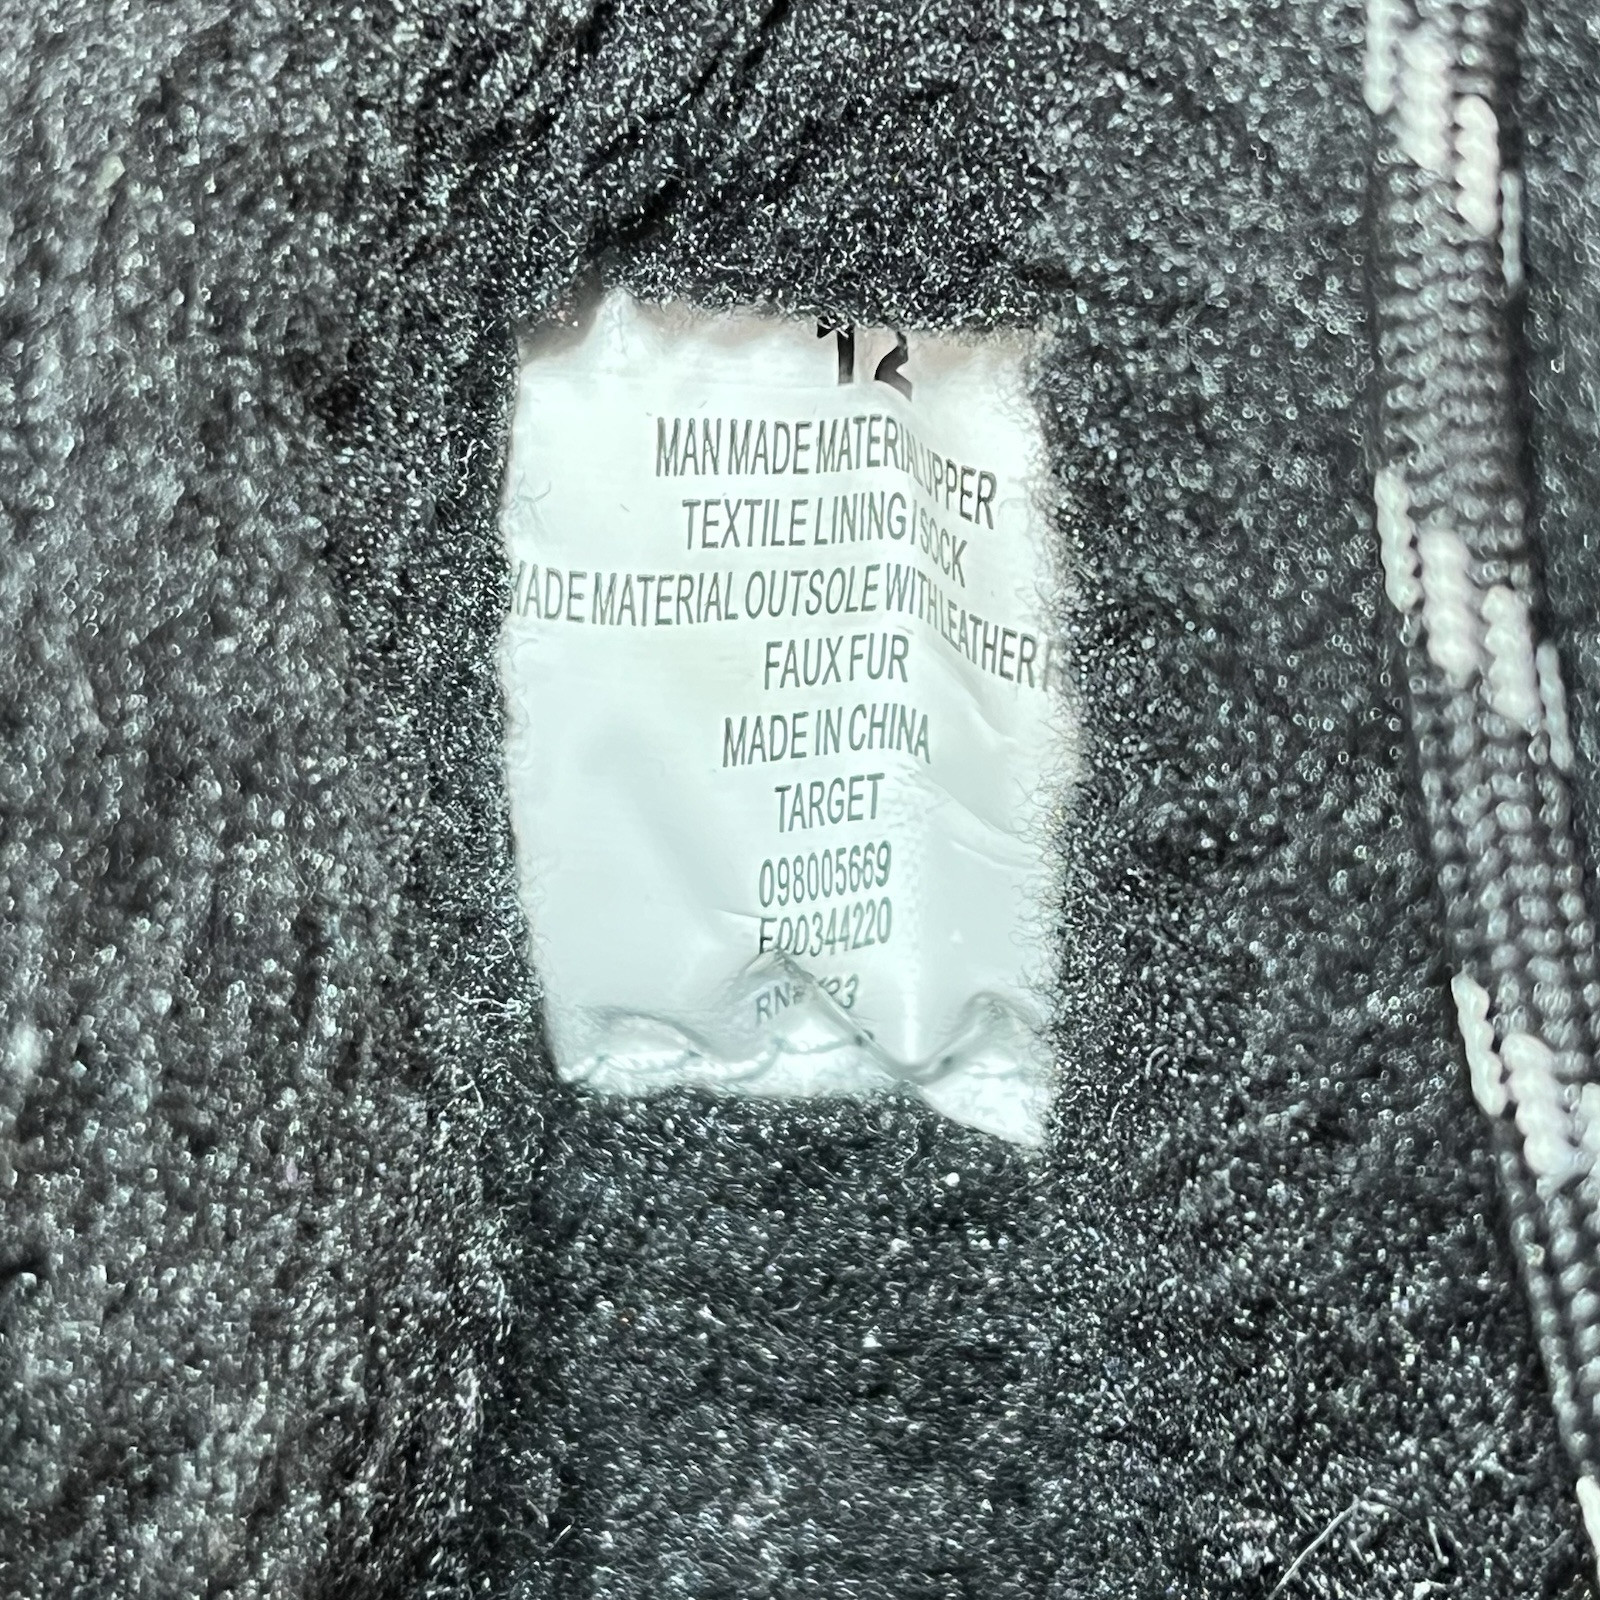 MAN MADE MATERIAL UPPER
TEXTILE LINING / SOCK
MADE MATERIAL OUTSOLE WITH LEATHER
FAUX FUR
MADE IN CHINA
TARGET
098005669
E00344220